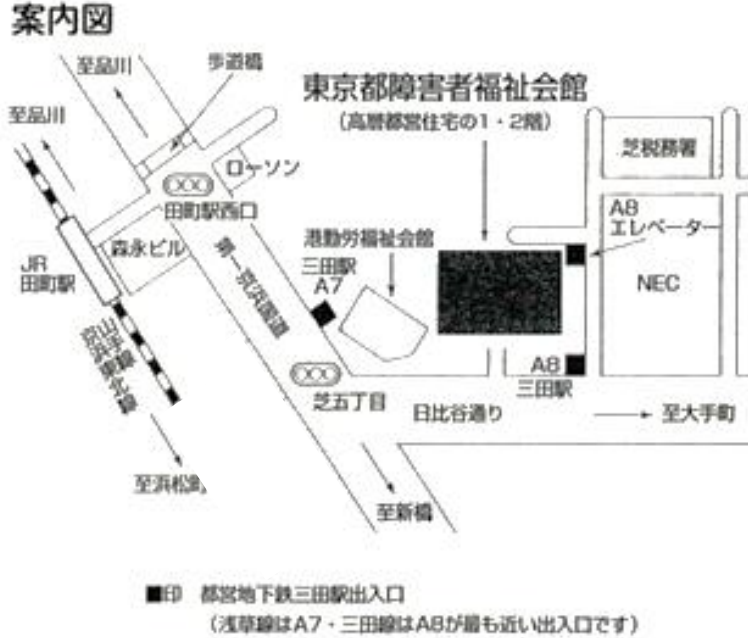 案内図
至品川
歩道橋
至品川
東京都障害者福祉会館
(高層都営住宅の1・2階)
芝税務署
ローソン
田町駅西口
A8
エレベーター
港勤労福祉会館
森永ビル
三田駅
A7
JR
田町駅
第一京浜国道
NEC
山手線
京浜東北線
A8
三田駅
芝五丁目
日比谷通り
至大手町
至浜松町
至新橋
■印 都営地下鉄三田駅出入口
(浅草線はA7・三田線はA8が最も近い出入口です)